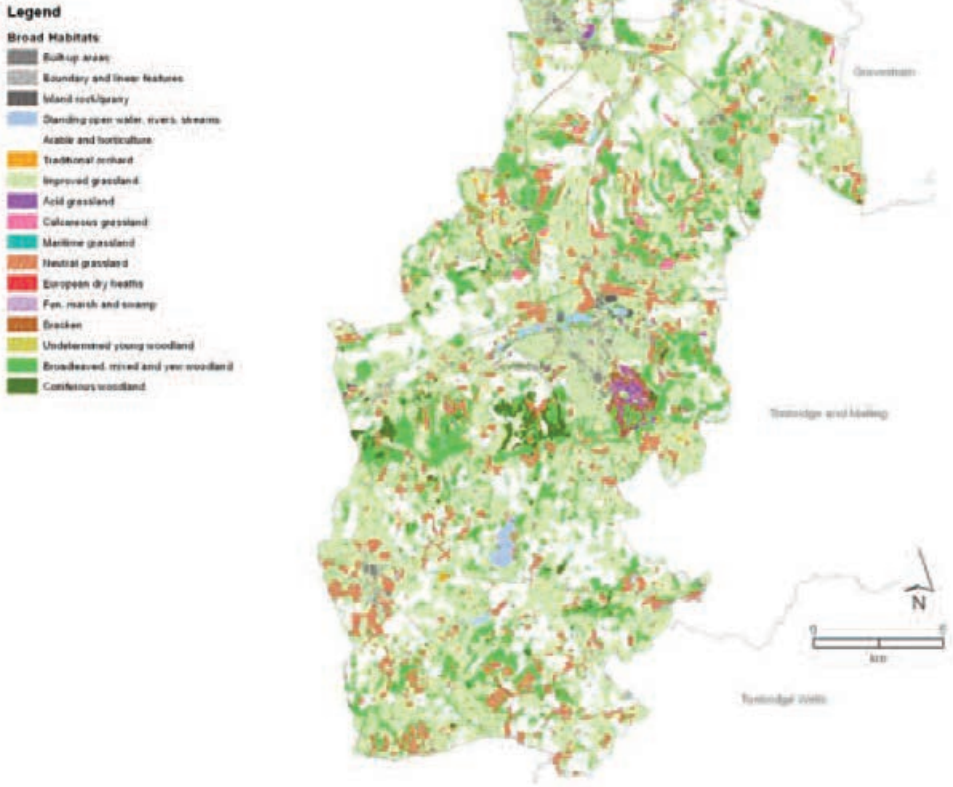 Legend
Broad Habitats
Built-up areas
Boundary and linear features
Inland rock/quarry
Standing open water, rivers, streams
Arable and horticulture
Traditional orchard
Improved grassland
Acid grassland
Calcareous grassland
Maritime grassland
Neutral grassland
European dry heaths
Fen, marsh and swamp
Bracken
Undetermined young woodland
Broadleaved, mixed and yew woodland
Coniferous woodland
Gravesham
Tonbridge and Malling
N
0
km
Tunbridge Wells